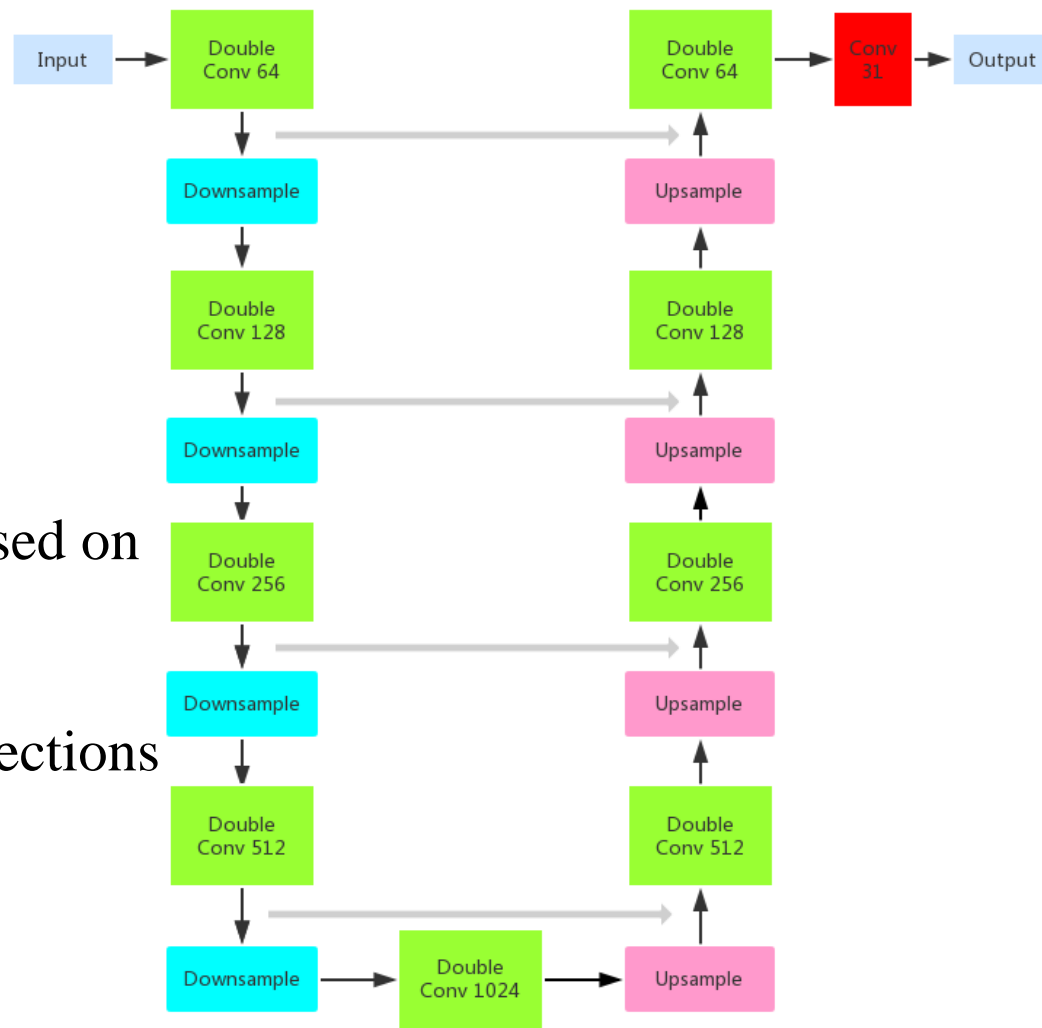 Input
Double
Conv 64
Downsample
Double
Conv 128
Downsample
Double
Conv 256
Downsample
Double
Conv 512
Downsample
Double
Conv 1024
Upsample
Double
Conv 512
Upsample
Double
Conv 256
Upsample
Double
Conv 128
Upsample
Double
Conv 64
Conv
31
Output
sed on
ections